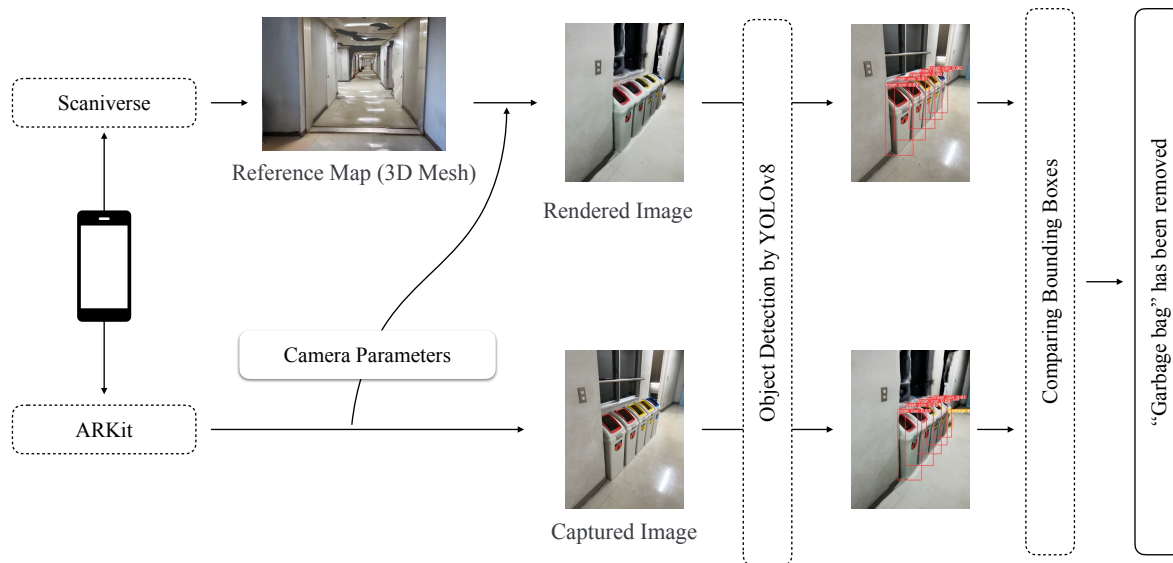 Scaniverse
Reference Map (3D Mesh)
Rendered Image
Camera Parameters
ARKit
Captured Image
Object Detection by YOLOv8
Comparing Bounding Boxes
“Garbage bag” has been removed